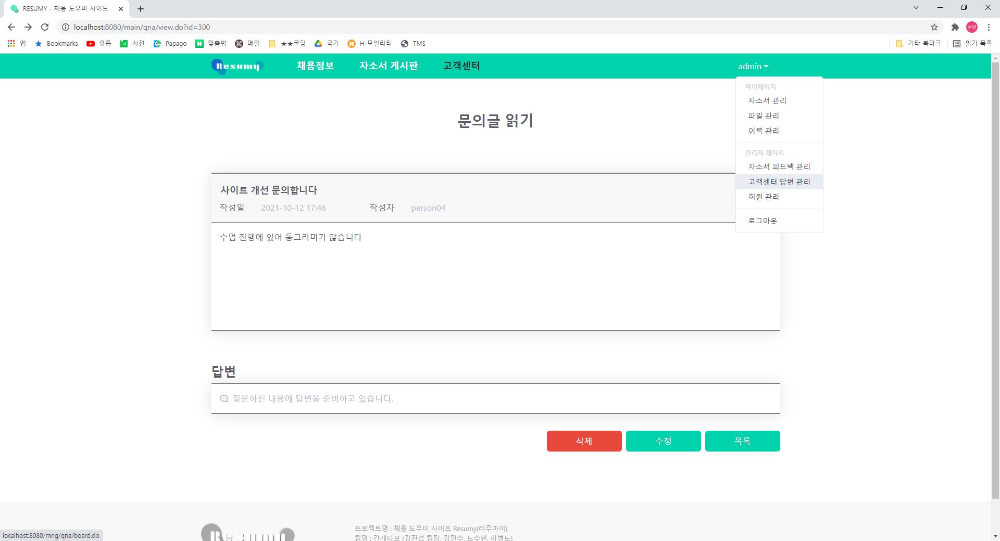 RESUMY - 채용 도우미 사이트
localhost:8080/main/qna/view.do?id=300
수빈
앱 Bookmarks 유튭 사전 Papago 맞춤법 메일 ★★코딩 국기 H-모빌리티 TMS 기타 북마크 읽기 목록
Resumy 채용정보 자소서 게시판 고객센터 admin
마이페이지
자소서 관리
파일 관리
이력 관리
관리자 페이지
자소서 피드백 관리
고객센터 답변 관리
회원 관리
로그아웃
문의글 읽기
사이트 개선 문의합니다
작성일 2021-10-12 17:46 작성자 person04
수업 진행에 있어 동그라미가 많습니다
답변
질문하신 내용에 답변을 준비하고 있습니다.
삭제 수정 목록
Resumy
프로젝트명 : 채용 도우미 사이트 Resumy(리주마이)
팀명 : 간개다모 (김진섭 팀장, 김민수, 노수빈, 하병노)
localhost:8080/mng/qna/board.do